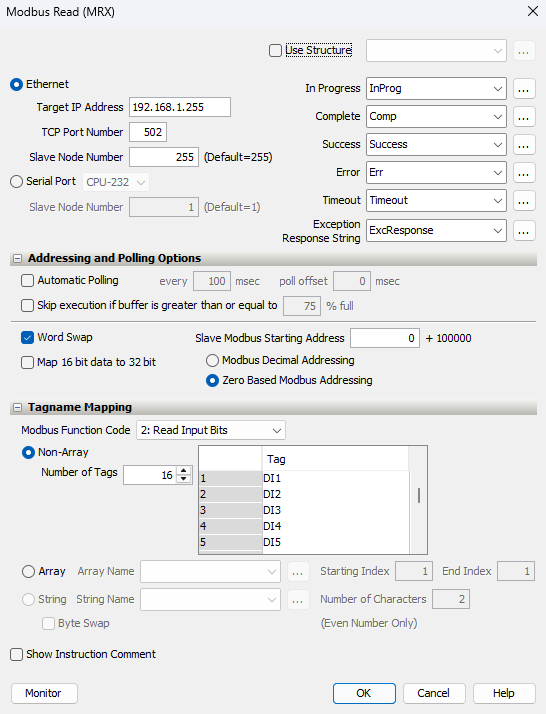 Modbus Read (MRX)
Use Structure
...
Ethernet
In Progress InProg ...
Target IP Address 192.168.1.255
Complete Comp ...
TCP Port Number 502
Success Success ...
Slave Node Number 255 (Default=255)
Error Err ...
Serial Port CPU-232
Timeout Timeout ...
Slave Node Number 1 (Default=1)
Exception
Response String ExcResponse ...
Addressing and Polling Options
Automatic Polling every 100 msec poll offset 0 msec
Skip execution if buffer is greater than or equal to 75 % full
Word Swap Slave Modbus Starting Address 0 + 100000
Map 16 bit data to 32 bit Modbus Decimal Addressing
Zero Based Modbus Addressing
Tagname Mapping
Modbus Function Code 2: Read Input Bits
Non-Array
Number of Tags 16
Tag
1 DI1
2 DI2
3 DI3
4 DI4
5 DI5
Array Array Name ... Starting Index 1 End Index 1
String String Name ... Number of Characters 2
Byte Swap (Even Number Only)
Show Instruction Comment
Monitor OK Cancel Help